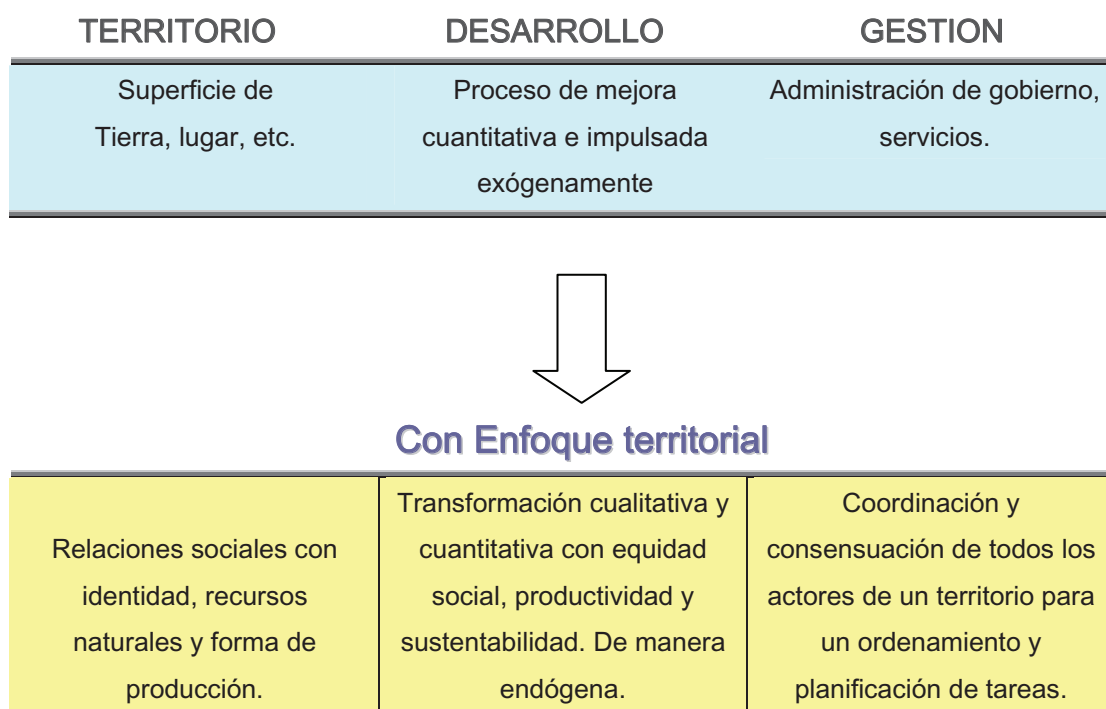 TERRITORIO
DESARROLLO
GESTION
Superficie de
Tierra, lugar, etc.
Proceso de mejora
cuantitativa e impulsada
exógenamente
Administración de gobierno,
servicios.
Con Enfoque territorial
Relaciones sociales con
identidad, recursos
naturales y forma de
producción.
Transformación cualitativa y
cuantitativa con equidad
social, productividad y
sustentabilidad. De manera
endógena.
Coordinación y
consensuación de todos los
actores de un territorio para
un ordenamiento y
planificación de tareas.